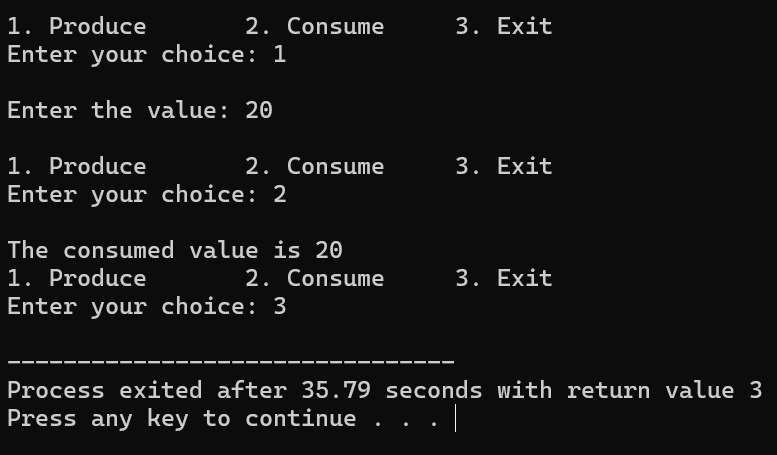 1. Produce       2. Consume     3. Exit
Enter your choice: 1
Enter the value: 20
1. Produce       2. Consume     3. Exit
Enter your choice: 2
The consumed value is 20
1. Produce       2. Consume     3. Exit
Enter your choice: 3
--------------------------------
Process exited after 35.79 seconds with return value 3
Press any key to continue . . .